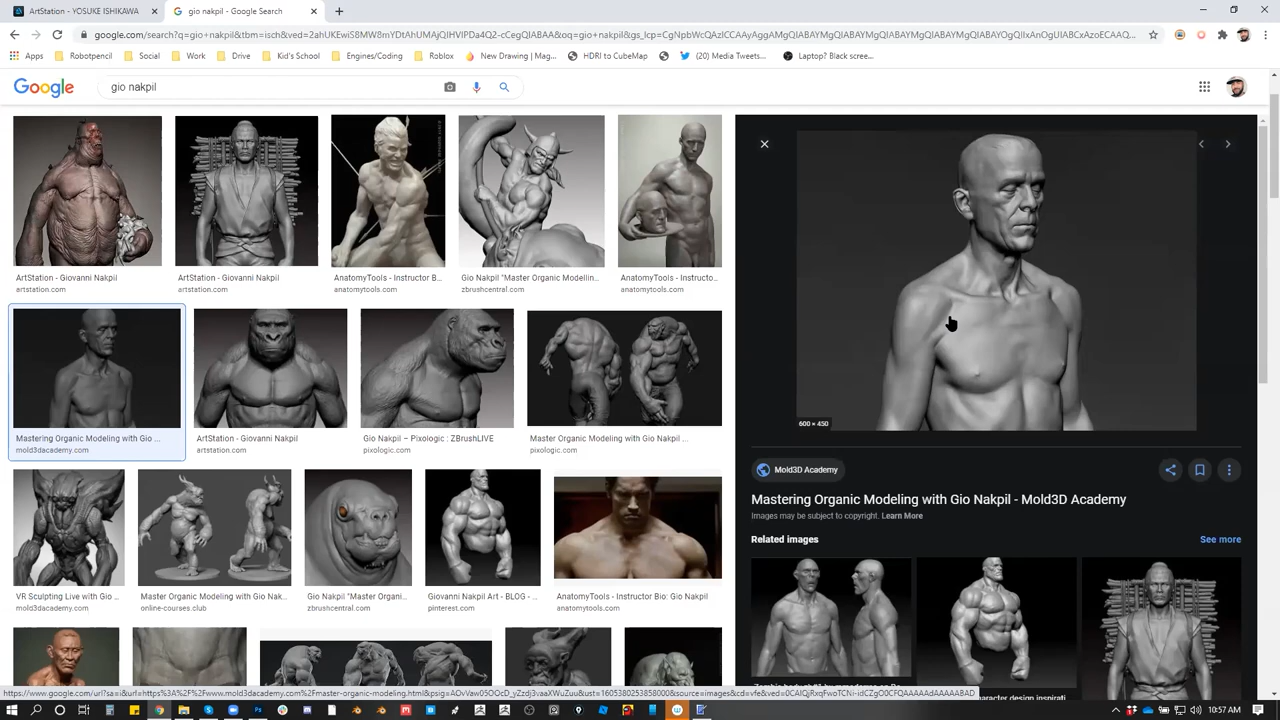 ArtStation - YOSUKE ISHIKAWA
gio nakpil - Google Search
Apps
Robotpencil
Social
Work
Drive
Kid's School
Engines/Coding
Roblox
New Drawing | Mag...
HDRI to CubeMap
(2) Media Tweets...
Laptop? Black scree...
Google
gio nakpil
ArtStation - Giovanni Nakpil
artstation.com
ArtStation - Giovanni Nakpil
artstation.com
AnatomyTools - Instructor B...
anatomytools.com
Gio Nakpil "Master Organic Modellin...
zbrushcentral.com
AnatomyTools - Instructo...
anatomytools.com
Mastering Organic Modeling with Gio ...
mold3dacademy.com
ArtStation - Giovanni Nakpil
artstation.com
Gio Nakpil – Pixologic : ZBrushLIVE
pixologic.com
Master Organic Modeling with Gio Nakpil ...
pixologic.com
VR Sculpting Live with Gio ...
mold3dacademy.com
Master Organic Modeling with Gio Nak...
online-courses.club
Gio Nakpil "Master Organi...
zbrushcentral.com
Giovanni Nakpil Art - BLOG - ...
pinterest.com
AnatomyTools - Instructor Bio: Gio Nakpil
anatomytools.com
600 × 450
Mold3D Academy
Mastering Organic Modeling with Gio Nakpil - Mold3D Academy
Images may be subject to copyright. Learn More
Related images
See more
10:57 AM